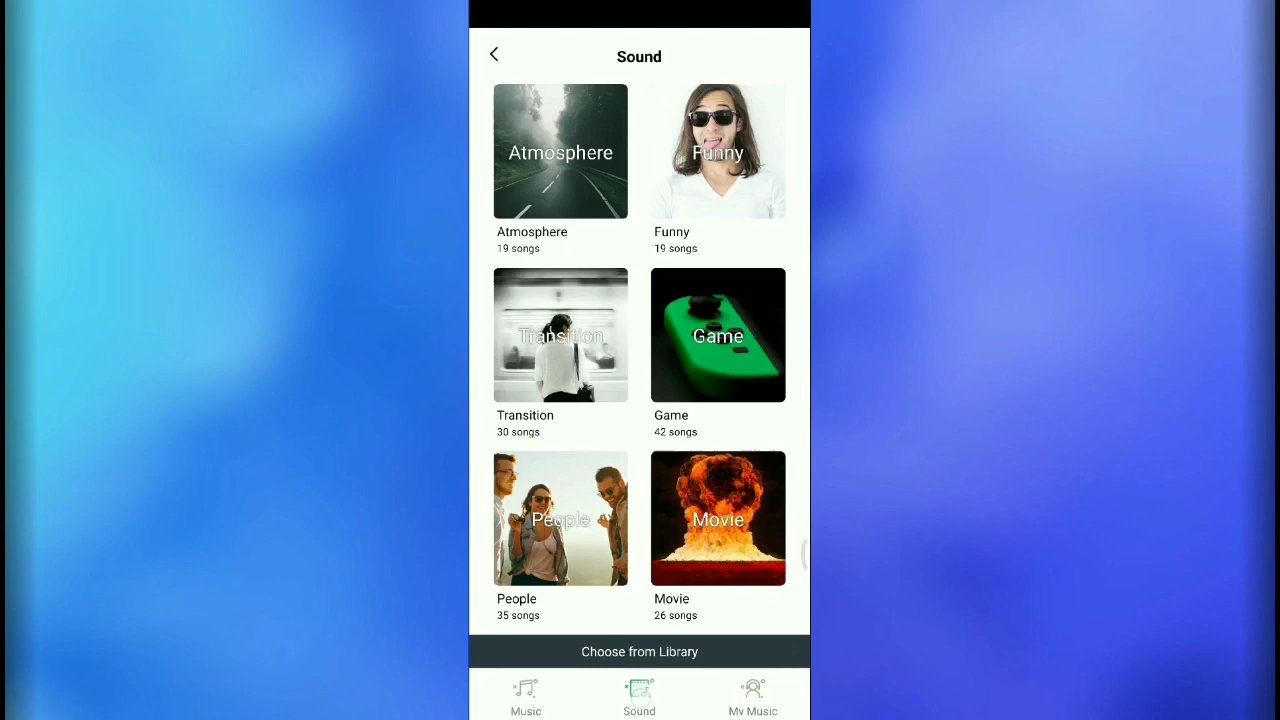 Sound
Atmosphere
Funny
Atmosphere
Funny
19 songs
19 songs
Transition
Game
Transition
Game
30 songs
42 songs
People
Movie
People
Movie
35 songs
26 songs
Choose from Library
Music
Sound
My Music